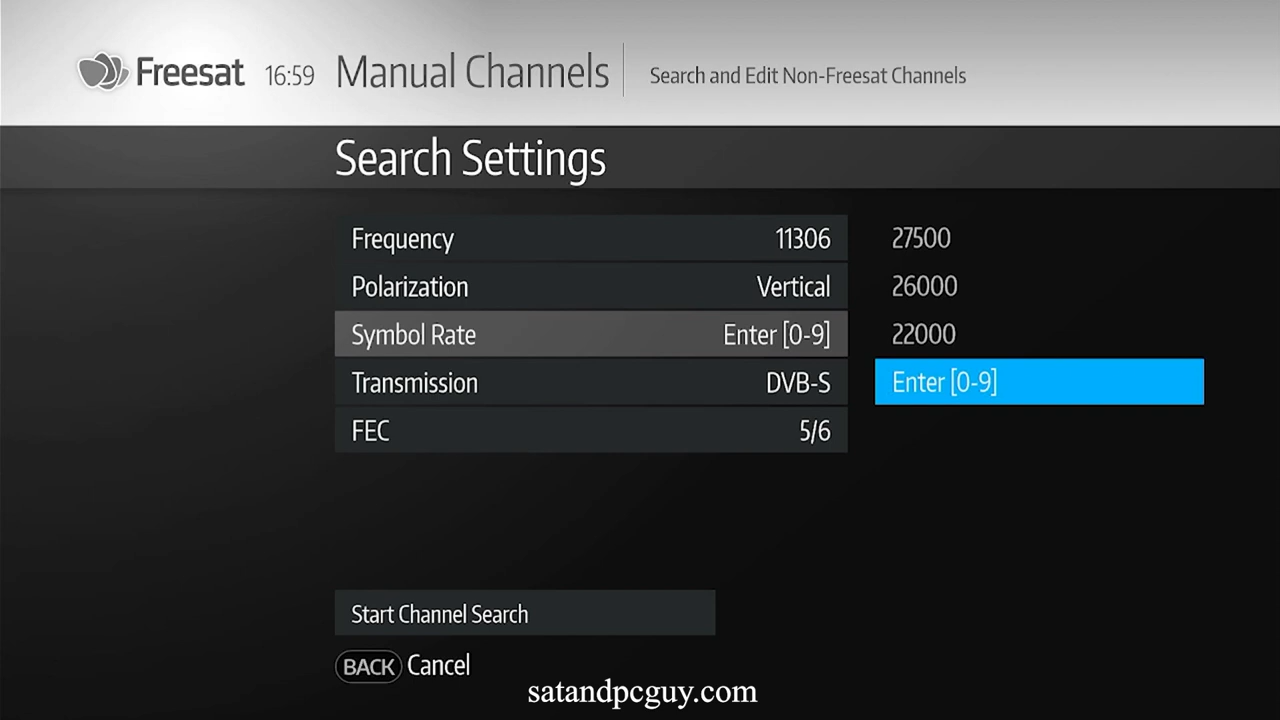 Freesat 16:59 Manual Channels Search and Edit Non-Freesat Channels
Search Settings
Frequency 11306 27500
Polarization Vertical 26000
Symbol Rate Enter [0-9] 22000
Transmission DVB-S Enter [0-9]
FEC 5/6
Start Channel Search
BACK Cancel
satandpcguy.com